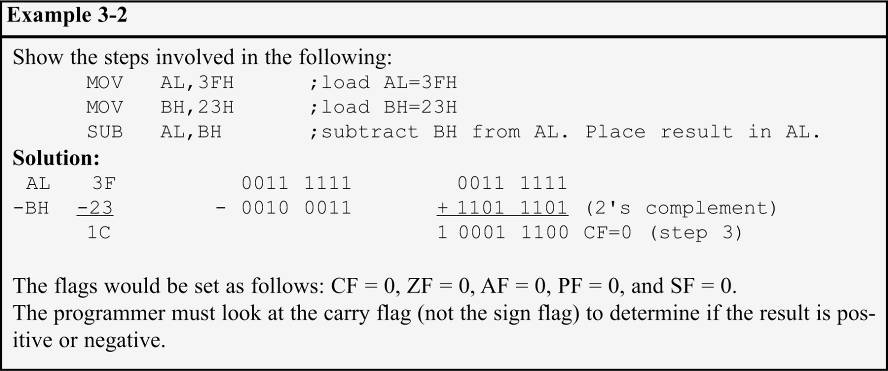 Example 3-2
Show the steps involved in the following:
MOV AL,3FH ;load AL=3FH
MOV BH,23H ;load BH=23H
SUB AL,BH ;subtract BH from AL. Place result in AL.
Solution:
AL 3F 0011 1111 0011 1111
-BH -23 - 0010 0011 + 1101 1101 (2's complement)
1C 1 0001 1100 CF=0 (step 3)
The flags would be set as follows: CF = 0, ZF = 0, AF = 0, PF = 0, and SF = 0.
The programmer must look at the carry flag (not the sign flag) to determine if the result is pos-
itive or negative.